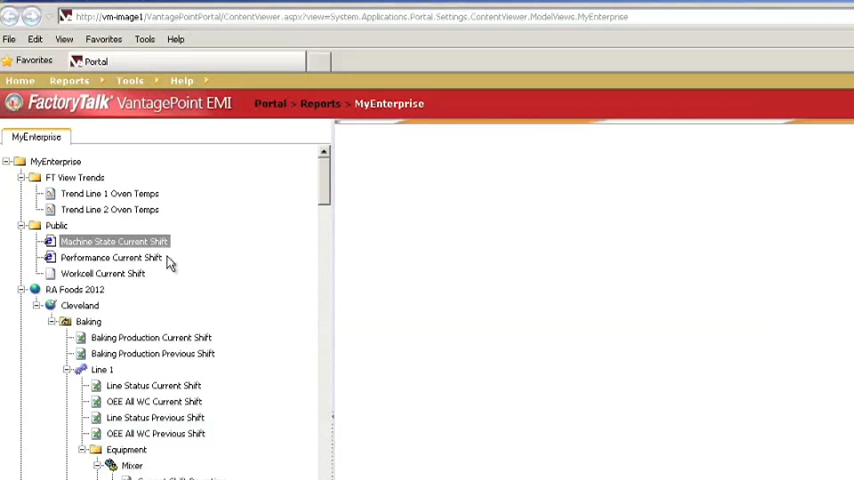 http://vm-image1/VantagePointPortal/ContentViewer.aspx?view=System.Applications.Portal.Settings.ContentViewer.ModelViews.MyEnterprise
File Edit View Favorites Tools Help
Favorites Portal
Home Reports Tools Help
FactoryTalk VantagePoint EMI Portal > Reports > MyEnterprise
MyEnterprise
MyEnterprise
FT View Trends
Trend Line 1 Oven Temps
Trend Line 2 Oven Temps
Public
Machine State Current Shift
Performance Current Shift
Workcell Current Shift
RA Foods 2012
Cleveland
Baking
Baking Production Current Shift
Baking Production Previous Shift
Line 1
Line Status Current Shift
OEE All WC Current Shift
Line Status Previous Shift
OEE All WC Previous Shift
Equipment
Mixer